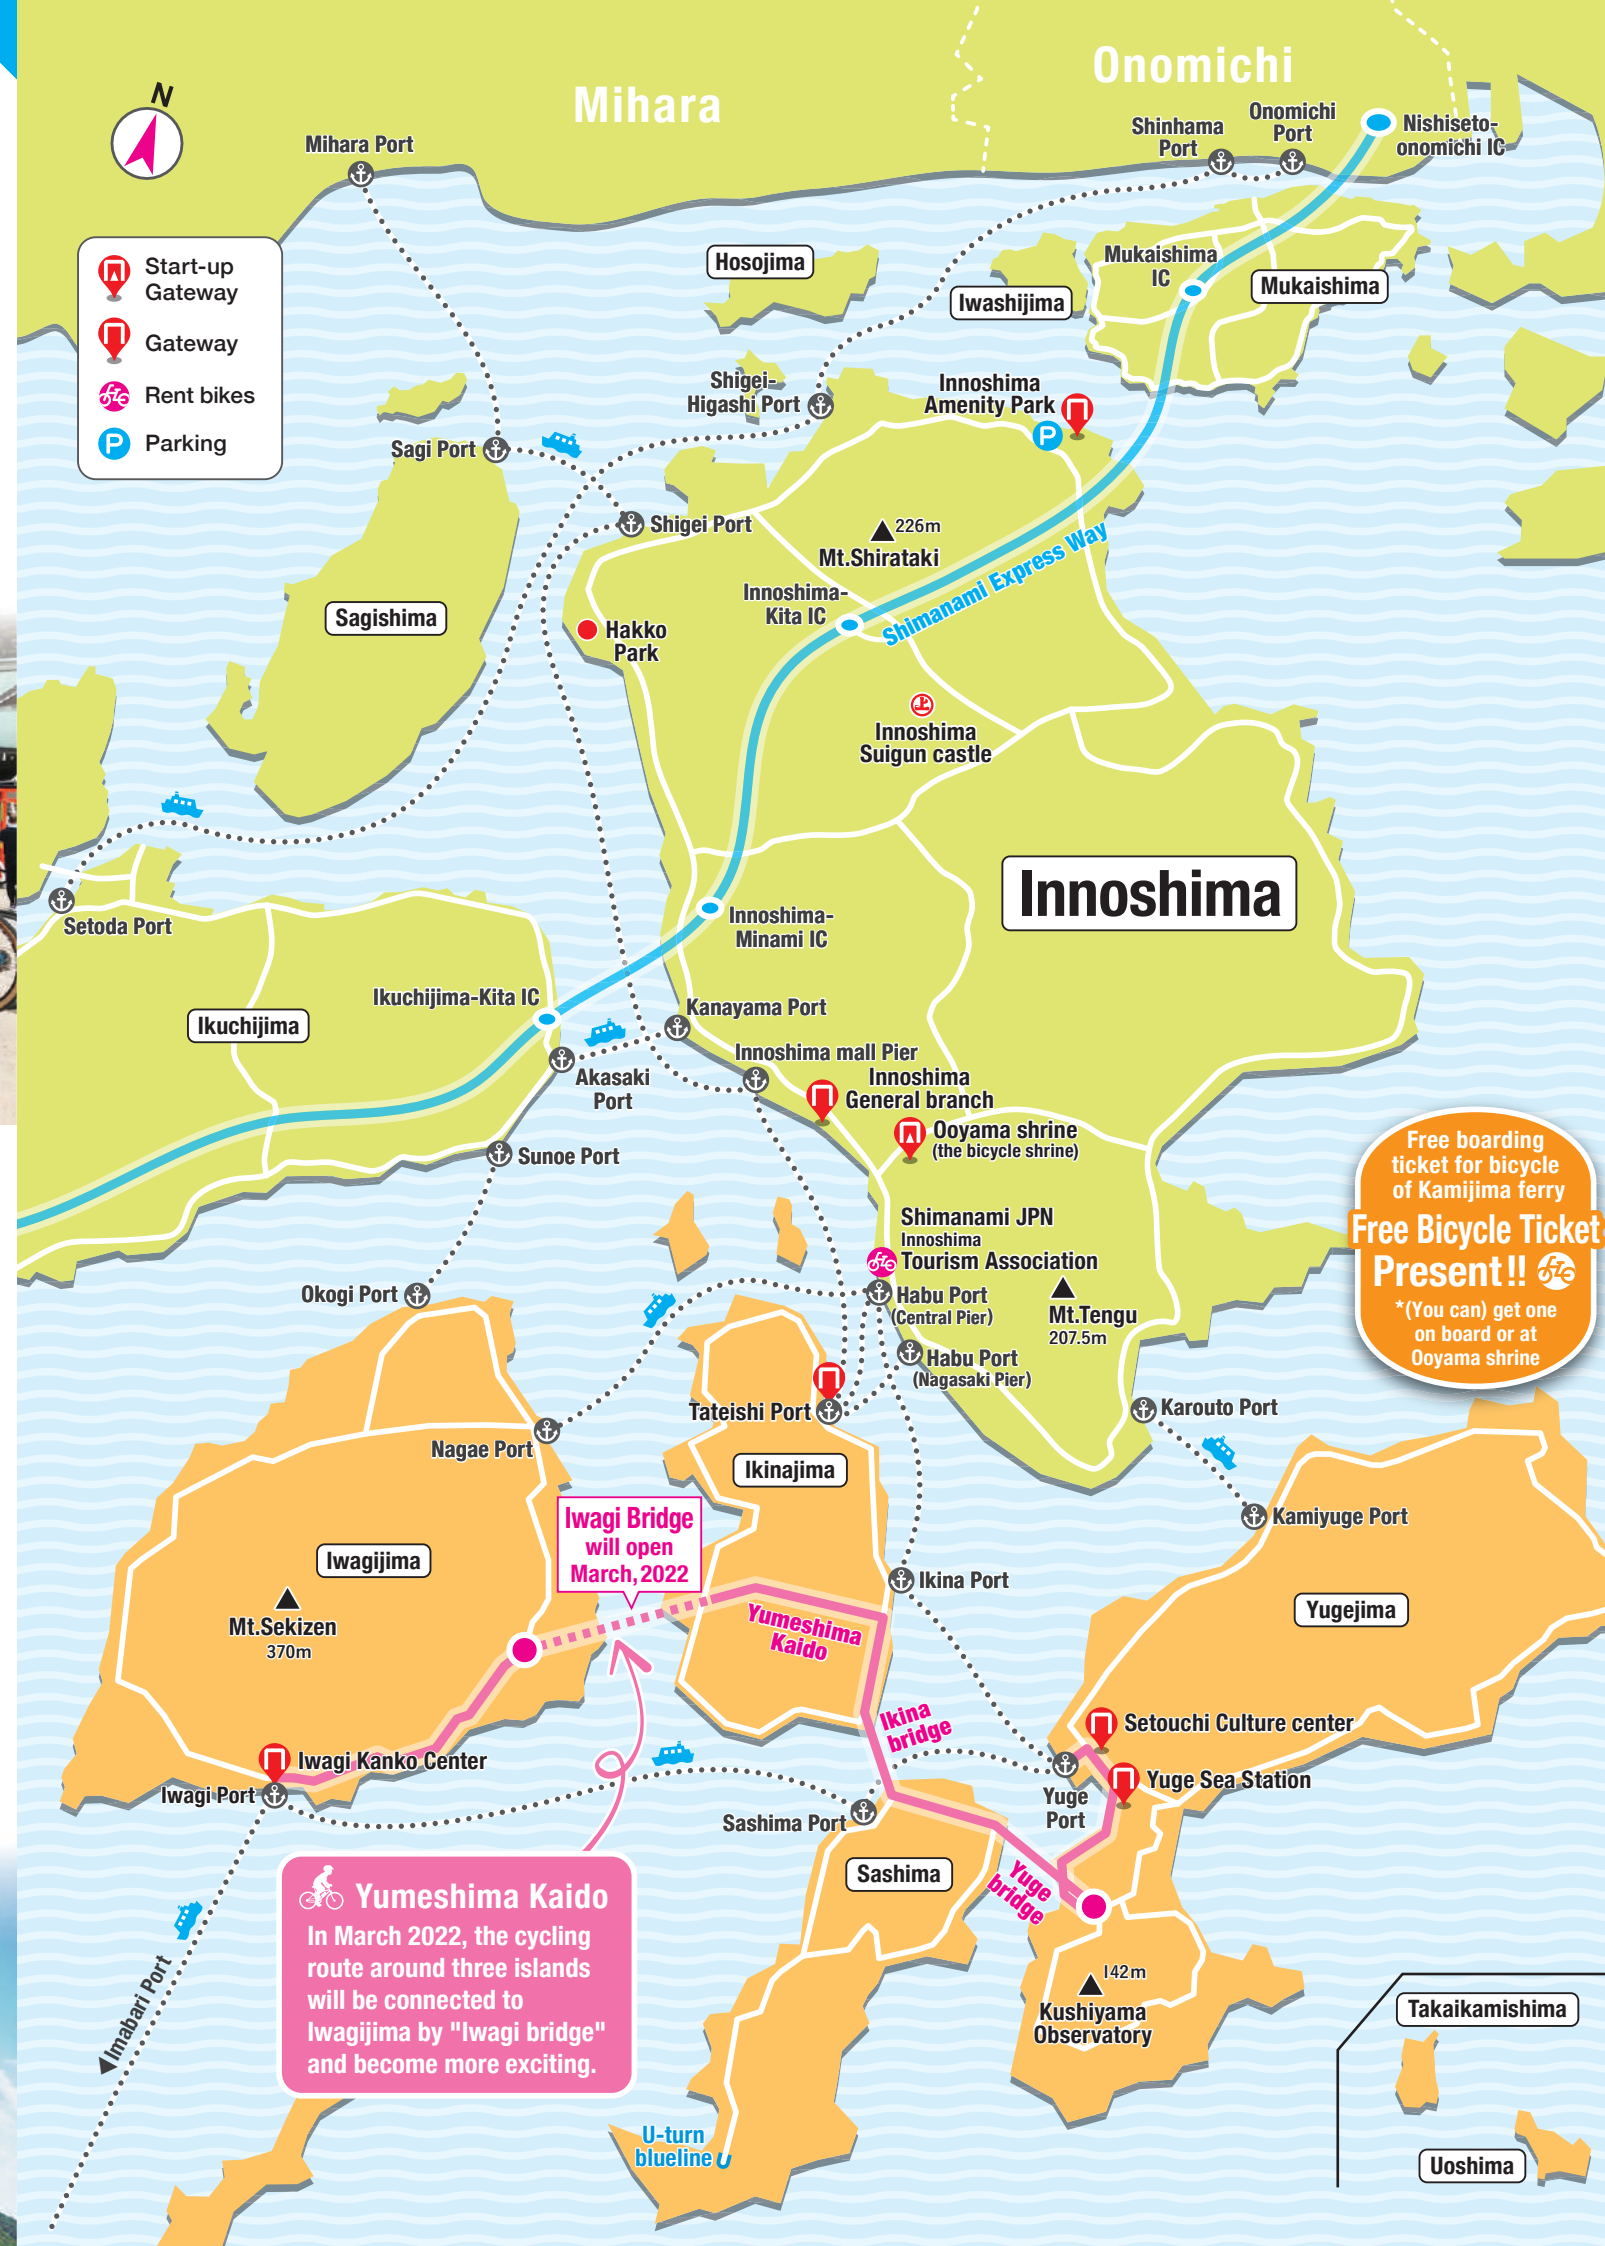 Onomichi
Mihara
N
Mihara Port
Shinhama
Port
Onomichi
Port
Nishiseto-
onomichi IC
Start-up
Gateway
Gateway
Rent bikes
P
Parking
Hosojima
Iwashijima
Mukaishima
IC
Mukaishima
Shigei-
Higashi Port
Innoshima
Amenity Park
P
Sagi Port
Shigei Port
226m
Mt.Shirataki
Shimanami Express Way
Innoshima-
Kita IC
Sagishima
Hakko
Park
Innoshima
Suigun castle
Innoshima
Setoda Port
Innoshima-
Minami IC
Ikuchijima-Kita IC
Ikuchijima
Kanayama Port
Akasaki
Port
Innoshima mall Pier
Innoshima
General branch
Ooyama shrine
(the bicycle shrine)
Sunoe Port
Free boarding
ticket for bicycle
of Kamijima ferry
Free Bicycle Ticket
Present!!
*(You can) get one
on board or at
Ooyama shrine
Shimanami JPN
Innoshima
Tourism Association
Okogi Port
Habu Port
(Central Pier)
Mt.Tengu
207.5m
Habu Port
(Nagasaki Pier)
Tateishi Port
Karouto Port
Nagae Port
Ikinajima
Kamiyuge Port
Iwagi Bridge
will open
March,2022
Iwagijima
Mt.Sekizen
370m
Ikina Port
Yugejima
Yumeshima
Kaido
Ikina
bridge
Setouchi Culture center
Iwagi Kanko Center
Iwagi Port
Yuge Sea Station
Yuge
Port
Sashima Port
Sashima
Yuge
bridge
Yumeshima Kaido
In March 2022, the cycling
route around three islands
will be connected to
Iwagijima by "Iwagi bridge"
and become more exciting.
Imabari Port
142m
Kushiyama
Observatory
Takaikamishima
U-turn
blueline
Uoshima